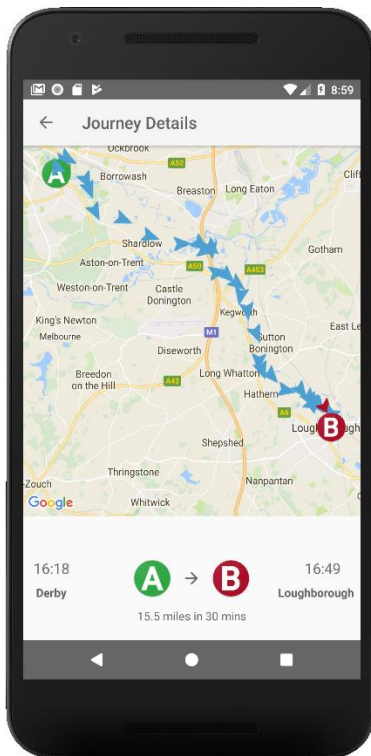 8:59
Journey Details
Ockbrook
A52
A
Borrowash
Breaston
Long Eaton
Shardlow
Gotham
Aston-on-Trent
A50
A453
Weston-on-Trent
Castle
Donington
Kegworth
King's Newton
M1
Melbourne
Sutton
Bonington
East Le
Diseworth
Breedon
on the Hill
A42
Long Whatton
Hathern
A6
B
Shepshed
Nanpantan
Thringstone
-Zouch
Whitwick
Google
16:18
A → B
16:49
Derby
Loughborough
15.5 miles in 30 mins